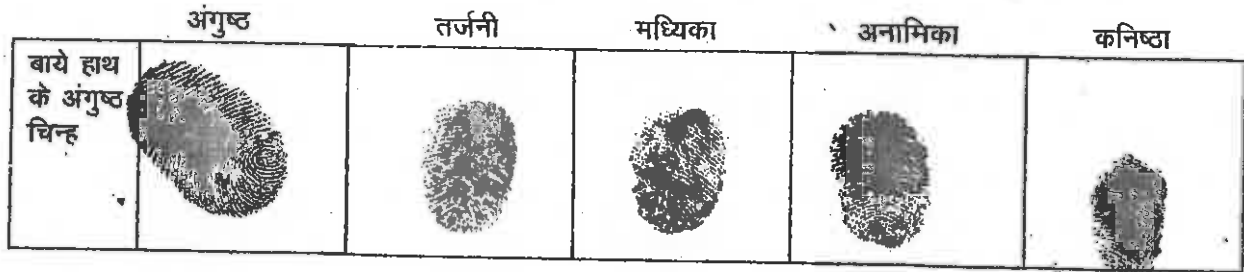 अंगुष्ठ तर्जनी मध्यिका अनामिका कनिष्ठा
बाये हाथ
के अंगुष्ठ
चिन्ह